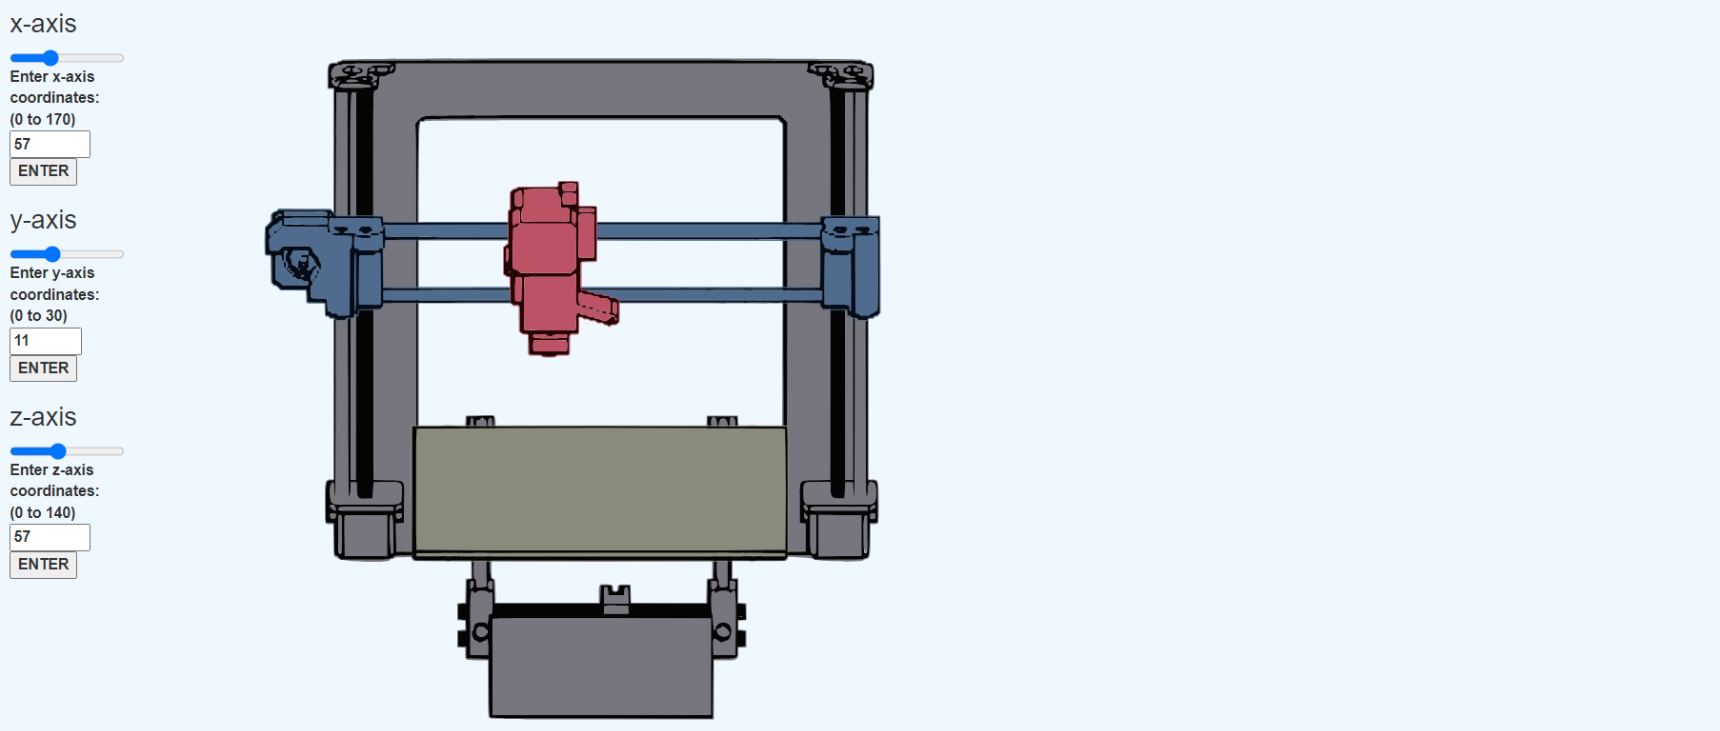 x-axis
Enter x-axis
coordinates:
(0 to 170)
57
ENTER
y-axis
Enter y-axis
coordinates:
(0 to 30)
11
ENTER
z-axis
Enter z-axis
coordinates:
(0 to 140)
57
ENTER